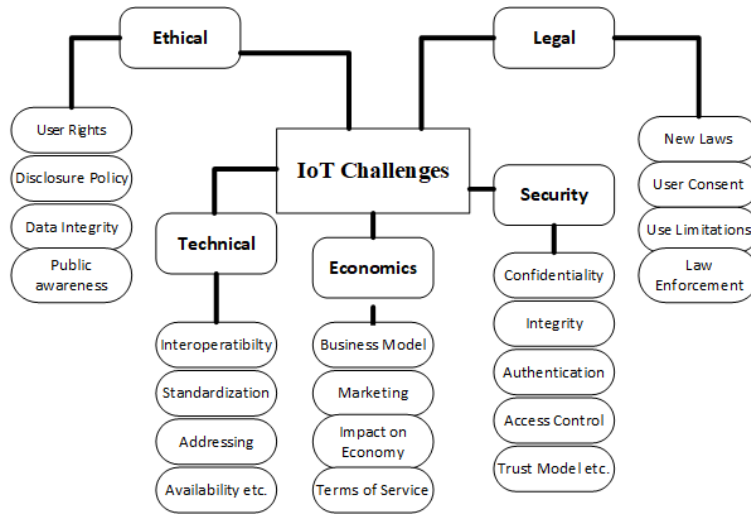 Ethical
Legal
IoT Challenges
User Rights
Disclosure Policy
Data Integrity
Public
awareness
New Laws
User Consent
Use Limitations
Law
Enforcement
Technical
Economics
Security
Interoperatibilty
Standardization
Addressing
Availability etc.
Business Model
Marketing
Impact on
Economy
Terms of Service
Confidentiality
Integrity
Authentication
Access Control
Trust Model etc.